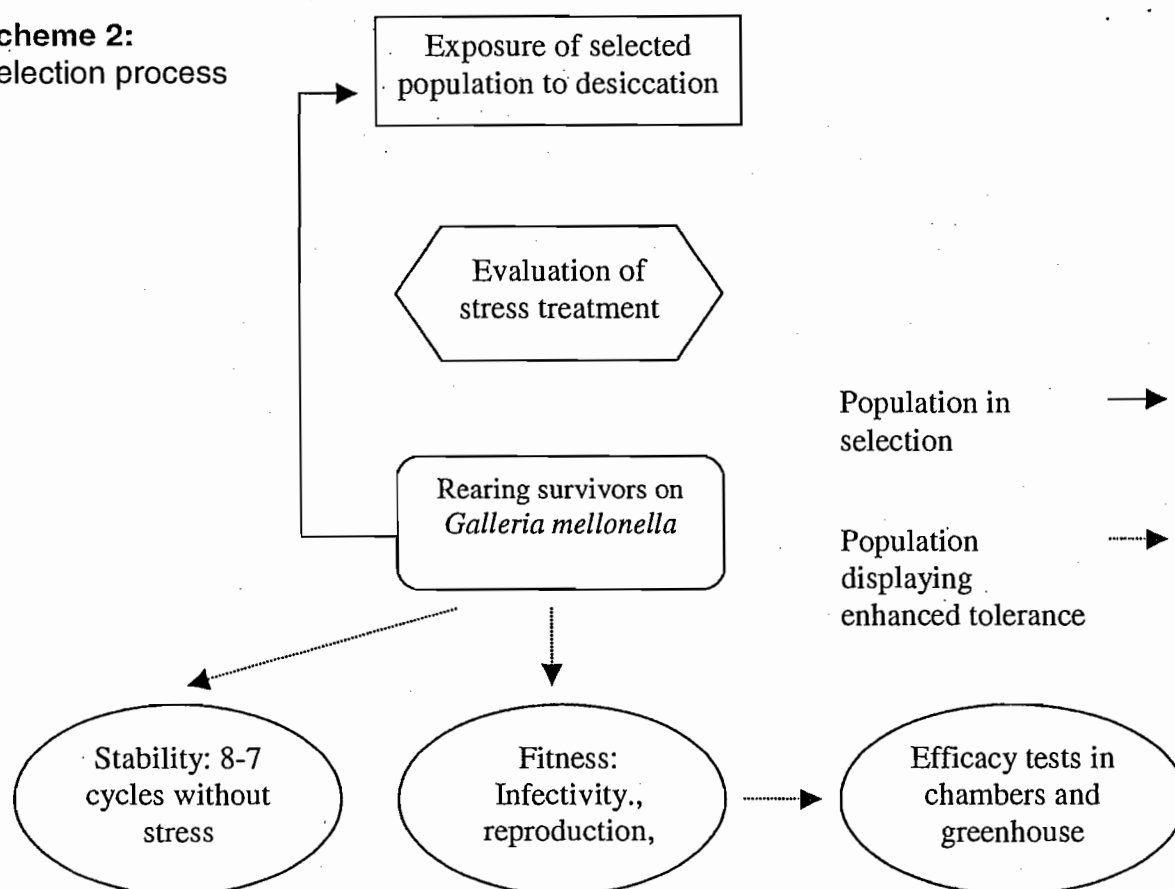 cheme 2:
election process
Exposure of selected
population to desiccation
Evaluation of
stress treatment
Rearing survivors on
Galleria mellonella
Population in
selection
Population
displaying
enhanced tolerance
Stability: 8-7
cycles without
stress
Fitness:
Infectivity.,
reproduction,
Efficacy tests in
chambers and
greenhouse